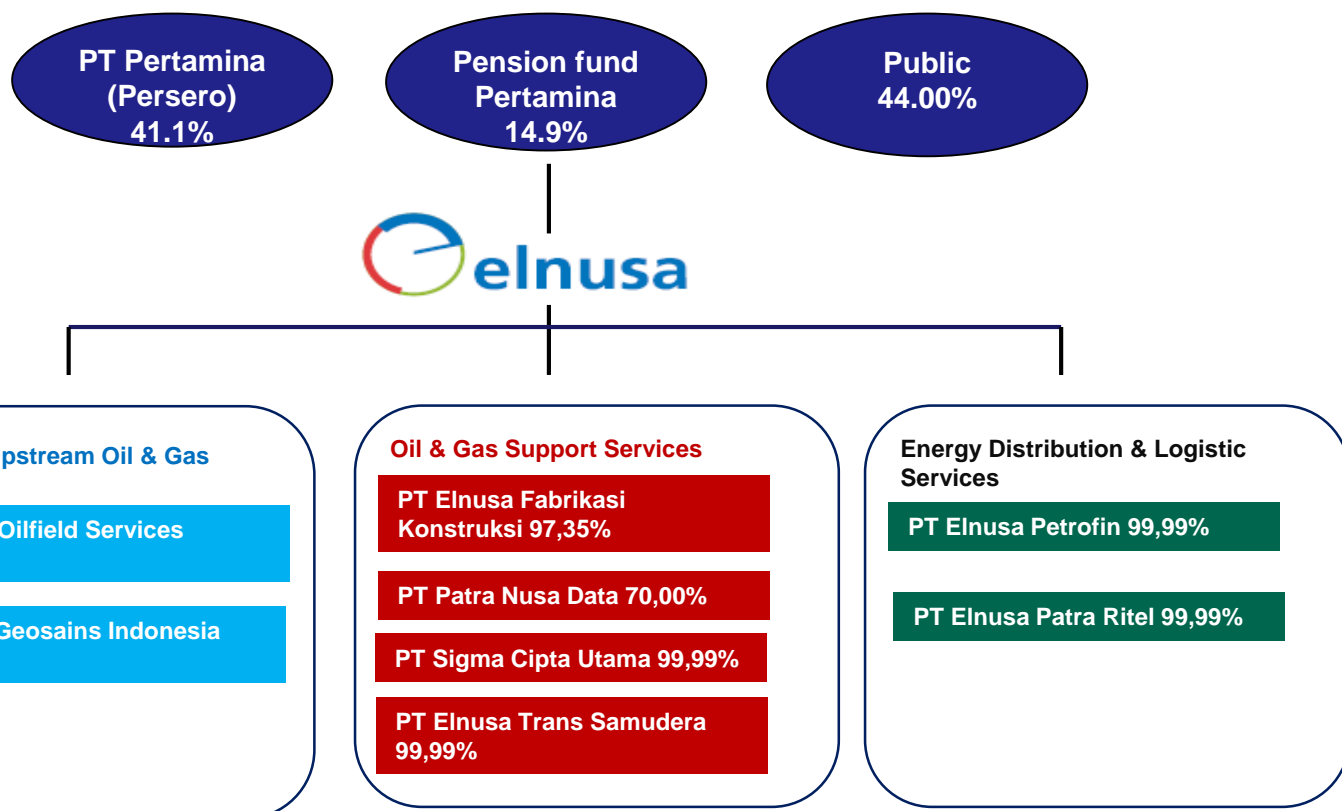 PT Pertamina
(Persero)
41.1%
Pension fund
Pertamina
14.9%
Public
44.00%
elnusa
pstream Oil & Gas
Oilfield Services
Geosains Indonesia
Oil & Gas Support Services
PT Elnusa Fabrikasi
Konstruksi 97,35%
PT Patra Nusa Data 70,00%
PT Sigma Cipta Utama 99,99%
PT Elnusa Trans Samudera
99,99%
Energy Distribution & Logistic
Services
PT Elnusa Petrofin 99,99%
PT Elnusa Patra Ritel 99,99%